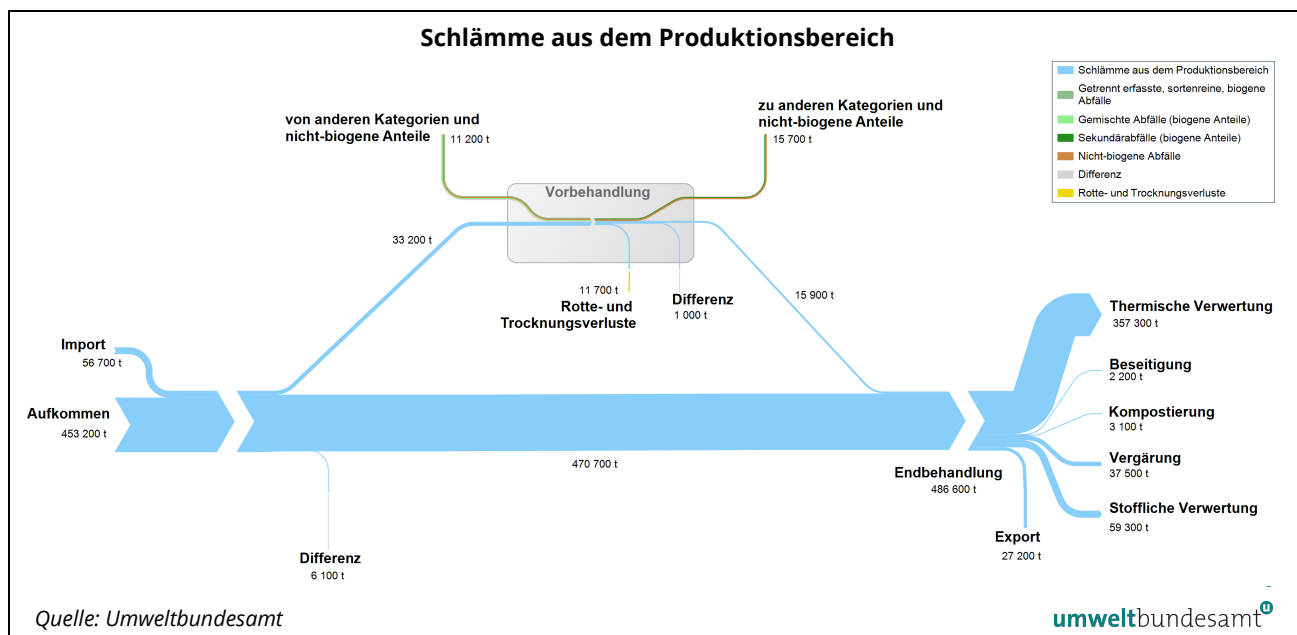 Schlämme aus dem Produktionsbereich
Schlämme aus dem Produktionsbereich
Getrennt erfasste, sortenreine, biogene
Abfälle
Gemischte Abfälle (biogene Anteile)
Sekundärabfälle (biogene Anteile)
Nicht-biogene Abfälle
Differenz
Rotte- und Trocknungsverluste
von anderen Kategorien und
nicht-biogene Anteile
11 200 t
zu anderen Kategorien und
nicht-biogene Anteile
15 700 t
Vorbehandlung
33 200 t
11 700 t
Rotte- und
Trocknungsverluste
Differenz
1 000 t
15 900 t
Import
56 700 t
Aufkommen
453 200 t
470 700 t
Differenz
6 100 t
Endbehandlung
486 600 t
Thermische Verwertung
357 300 t
Beseitigung
2 200 t
Kompostierung
3 100 t
Vergärung
37 500 t
Stoffliche Verwertung
59 300 t
Export
27 200 t
Quelle: Umweltbundesamt
umweltbundesamt u